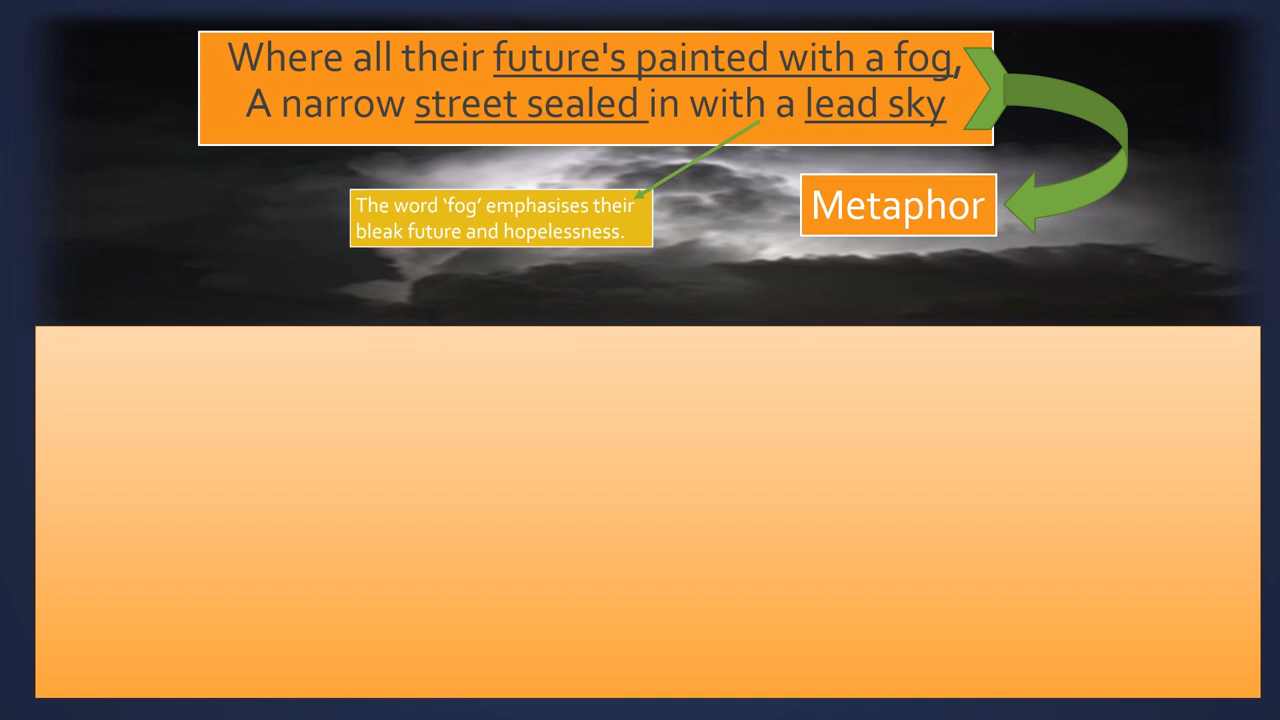 Where all their future's painted with a fog,
A narrow street sealed in with a lead sky
The word ‘fog’ emphasises their
bleak future and hopelessness.
Metaphor